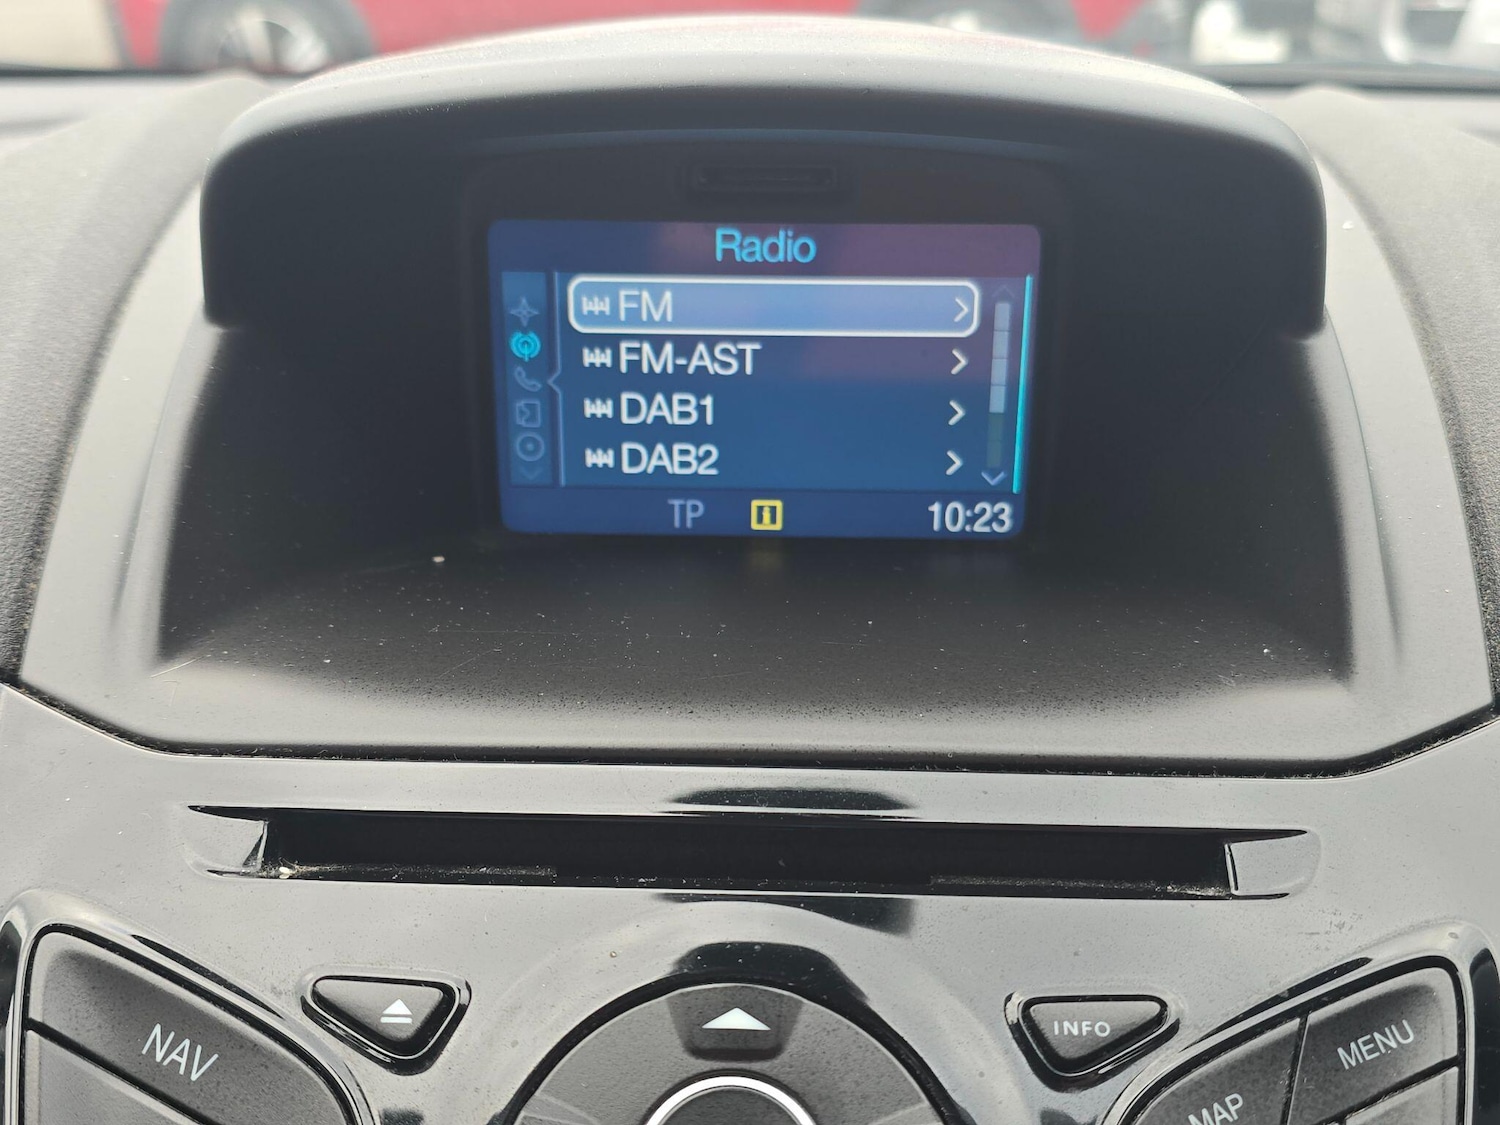 Radio
FM
FM-AST
DAB1
DAB2
TP
10:23
NAV
INFO
MAP
MENU